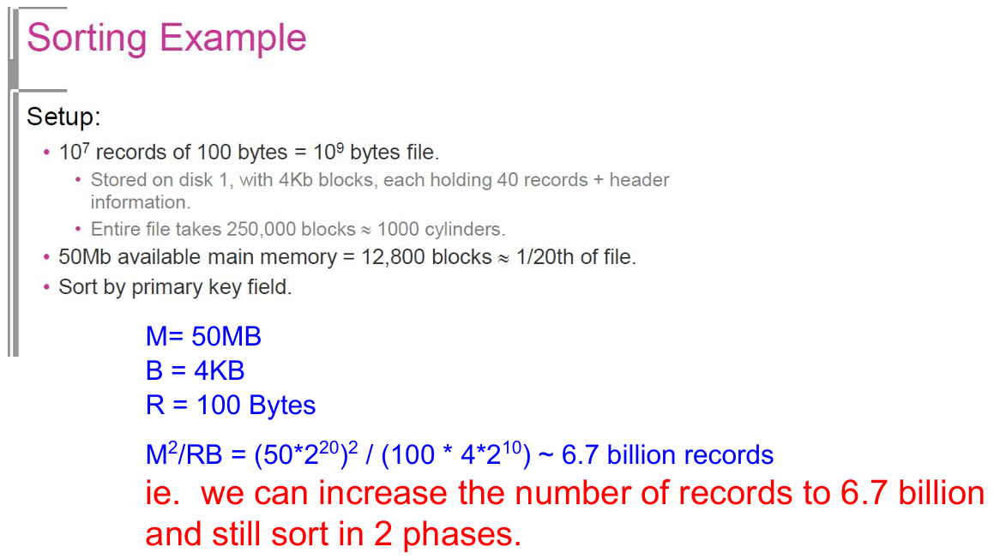 Sorting Example
Setup:
• 10⁷ records of 100 bytes = 10⁹ bytes file.
• Stored on disk 1, with 4Kb blocks, each holding 40 records + header
information.
• Entire file takes 250,000 blocks ≈ 1000 cylinders.
• 50Mb available main memory = 12,800 blocks ≈ 1/20th of file.
• Sort by primary key field.
M= 50MB
B = 4KB
R = 100 Bytes
M²/RB = (50*2²⁰)² / (100 * 4*2¹⁰) ~ 6.7 billion records
ie. we can increase the number of records to 6.7 billion
and still sort in 2 phases.